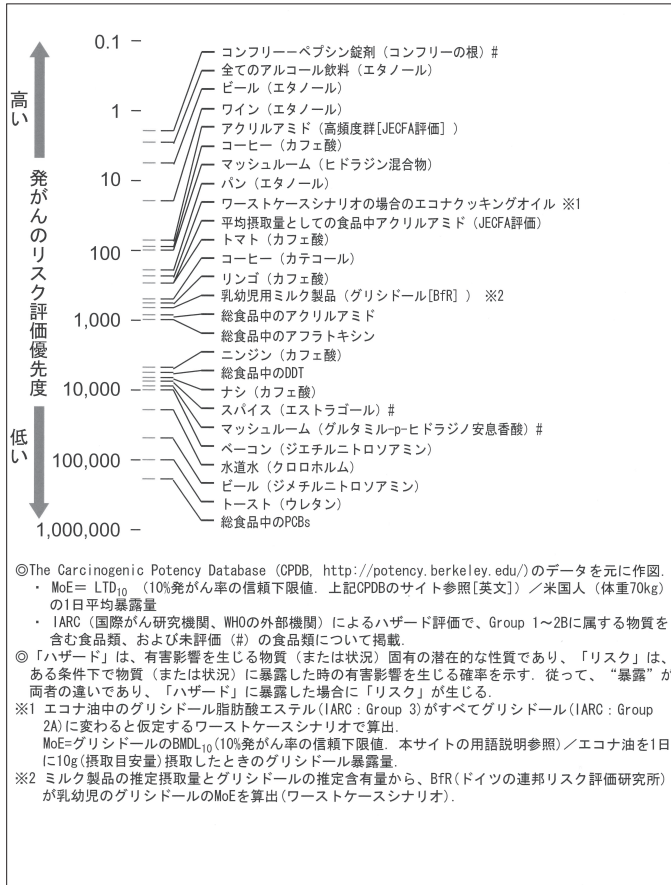 0.1
1
10
100
1,000
10,000
100,000
1,000,000
高い
発がんのリスク評価優先度
低い
コンフリーーペプシン錠剤（コンフリーの根）#
全てのアルコール飲料（エタノール）
ビール（エタノール）
ワイン（エタノール）
アクリルアミド（高頻度群[JECFA評価]）
コーヒー（カフェ酸）
マッシュルーム（ヒドラジン混合物）
パン（エタノール）
ワーストケースシナリオの場合のエコナクッキングオイル ※1
平均摂取量としての食品中アクリルアミド（JECFA評価）
トマト（カフェ酸）
コーヒー（カテコール）
リンゴ（カフェ酸）
乳幼児用ミルク製品（グリシドール[BfR]）※2
総食品中のアクリルアミド
総食品中のアフラトキシン
ニンジン（カフェ酸）
総食品中のDDT
ナシ（カフェ酸）
スパイス（エストラゴール）#
マッシュルーム（グルタミル-p-ヒドラジノ安息香酸）#
ベーコン（ジエチルニトロソアミン）
水道水（クロロホルム）
ビール（ジメチルニトロソアミン）
トースト（ウレタン）
総食品中のPCBs
◎The Carcinogenic Potency Database (CPDB, http://potency.berkeley.edu/)のデータを元に作図.
・ MoE= LTD10 （10%発がん率の信頼下限値. 上記CPDBのサイト参照[英文]）／米国人（体重70kg）
の1日平均暴露量
・ IARC（国際がん研究機関、WHOの外部機関）によるハザード評価で、Group 1～2Bに属する物質を
含む食品類、および未評価（#）の食品類について掲載.
◎「ハザード」は、有害影響を生じる物質（または状況）固有の潜在的な性質であり、「リスク」は、
ある条件下で物質（または状況）に暴露した時の有害影響を生じる確率を示す. 従って、“暴露”が
両者の違いであり、「ハザード」に暴露した場合に「リスク」が生じる.
※1 エコナ油中のグリシドール脂肪酸エステル(IARC：Group 3)がすべてグリシドール(IARC：Group
2A)に変わると仮定するワーストケースシナリオで算出.
MoE=グリシドールのBMDL10(10%発がん率の信頼下限値. 本サイトの用語説明参照)／エコナ油を1日
に10g(摂取目安量)摂取したときのグリシドール暴露量.
※2 ミルク製品の推定摂取量とグリシドールの推定含有量から、BfR(ドイツの連邦リスク評価研究所)
が乳幼児のグリシドールのMoEを算出(ワーストケースシナリオ).